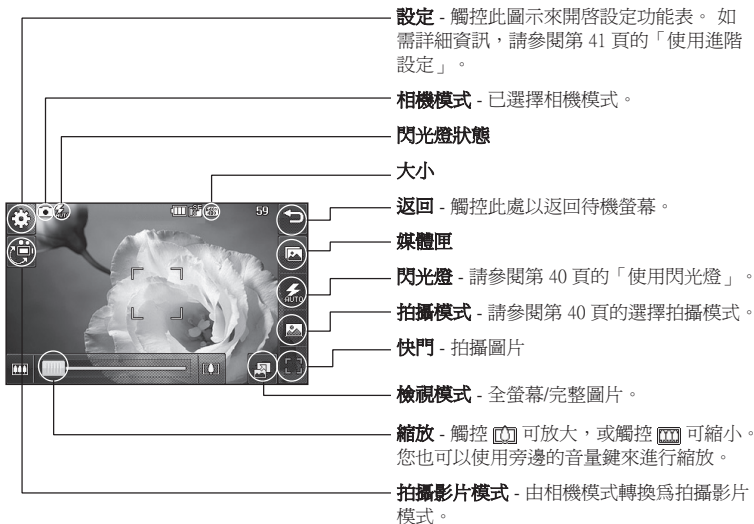 設定 - 觸控此圖示來開啓設定功能表。 如
需詳細資訊，請參閱第 41 頁的「使用進階
設定」。
相機模式 - 已選擇相機模式。
閃光燈狀態
大小
返回 - 觸控此處以返回待機螢幕。
媒體匣
閃光燈 - 請參閱第 40 頁的「使用閃光燈」。
拍攝模式 - 請參閱第 40 頁的選擇拍攝模式。
快門 - 拍攝圖片
檢視模式 - 全螢幕/完整圖片。
縮放 - 觸控 可放大，或觸控 可縮小。
您也可以使用旁邊的音量鍵來進行縮放。
拍攝影片模式 - 由相機模式轉換爲拍攝影片
模式。
AUTO
59
AUTO